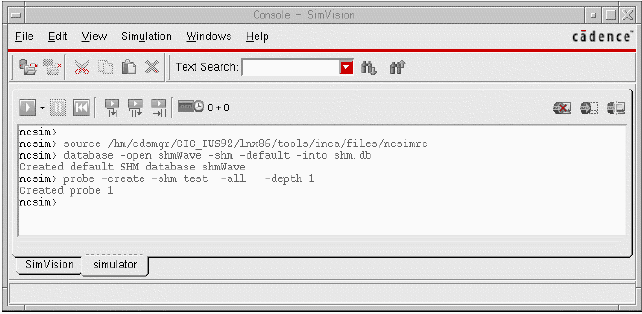 Console - SimVision
File Edit View Simulation Windows Help
cādence™
Text Search:
0 + 0
ncsim>
ncsim> source /hm/cdsmgr/CIC_IUS92/lnx86/tools/inca/files/ncsimrc
ncsim> database -open shmWave -shm -default -into shm.db
Created default SHM database shmWave
ncsim> probe -create -shm test -all -depth 1
Created probe 1
ncsim>
SimVision simulator